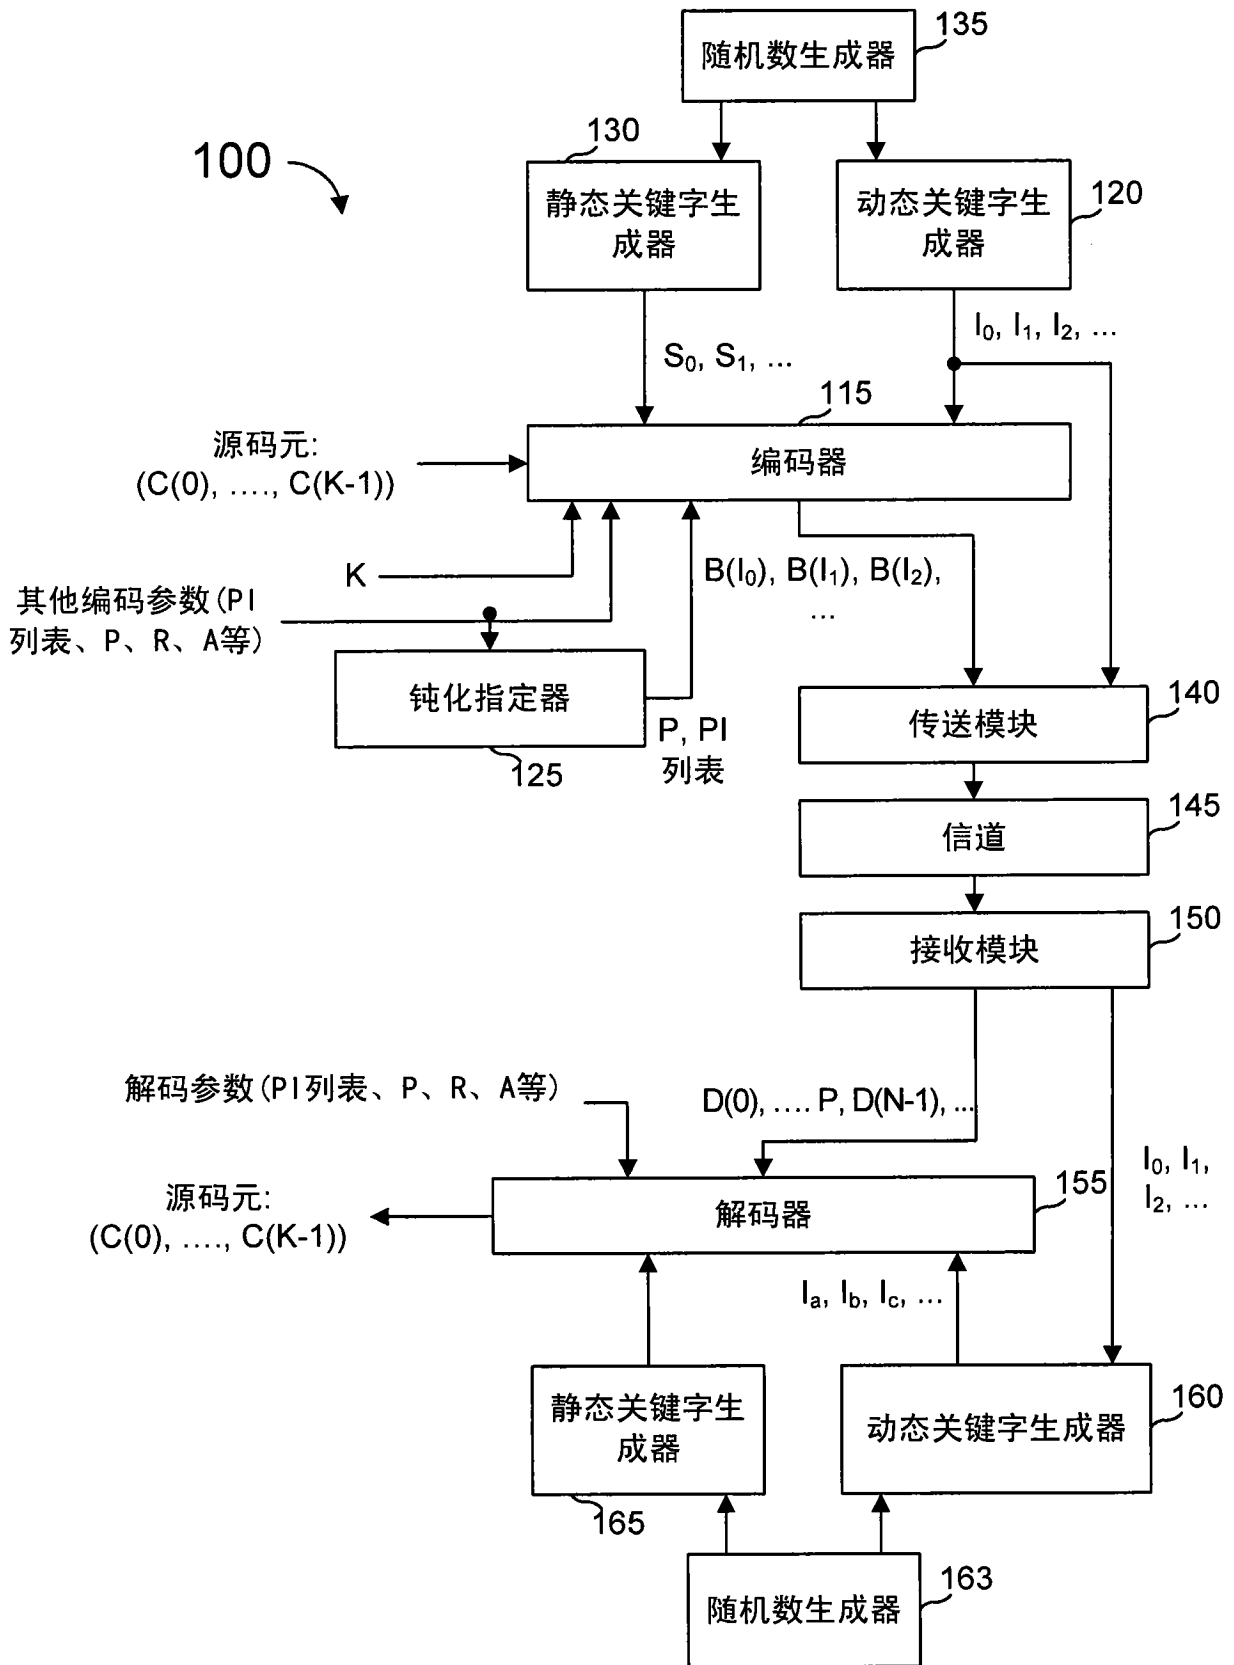 135
随机数生成器
100
130
静态关键字生
成器
120
动态关键字生
成器
S₀, S₁, ...
I₀, I₁, I₂, ...
115
源码元:
(C(0), ...., C(K-1))
编码器
K
其他编码参数(PI
列表、P、R、A等)
B(I₀), B(I₁), B(I₂),
...
钝化指定器
125
P, PI
列表
140
传送模块
145
信道
150
接收模块
解码参数(PI列表、P、R、A等)
D(0), .... P, D(N-1), ...
I₀, I₁,
I₂, ...
源码元:
(C(0), ...., C(K-1))
解码器
155
Iₐ, I_b, I_c, ...
静态关键字生
成器
165
160
动态关键字生成器
163
随机数生成器